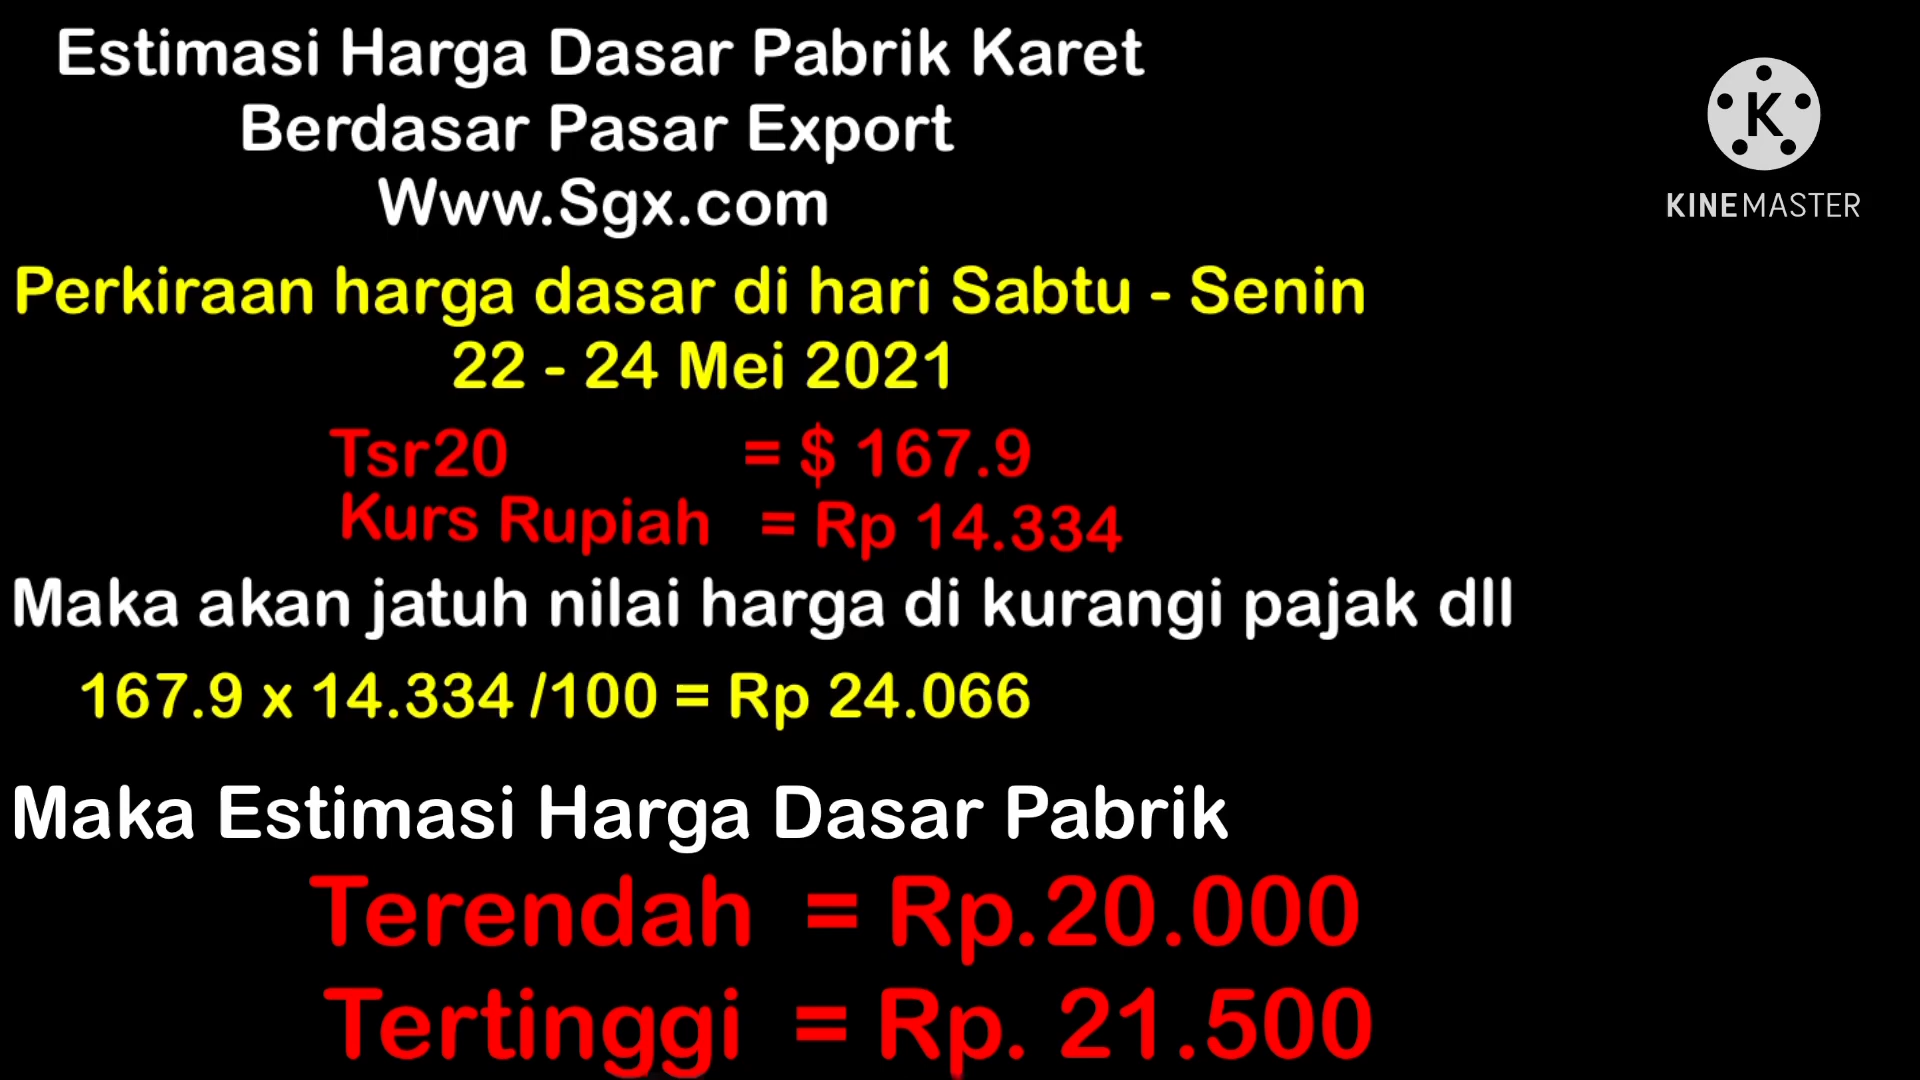 Estimasi Harga Dasar Pabrik Karet
Berdasar Pasar Export
Www.Sgx.com
KINEMASTER
Perkiraan harga dasar di hari Sabtu - Senin
22 - 24 Mei 2021
Tsr20 = $ 167.9
Kurs Rupiah = Rp 14.334
Maka akan jatuh nilai harga di kurangi pajak dll
167.9 x 14.334 /100 = Rp 24.066
Maka Estimasi Harga Dasar Pabrik
Terendah = Rp.20.000
Tertinggi = Rp. 21.500